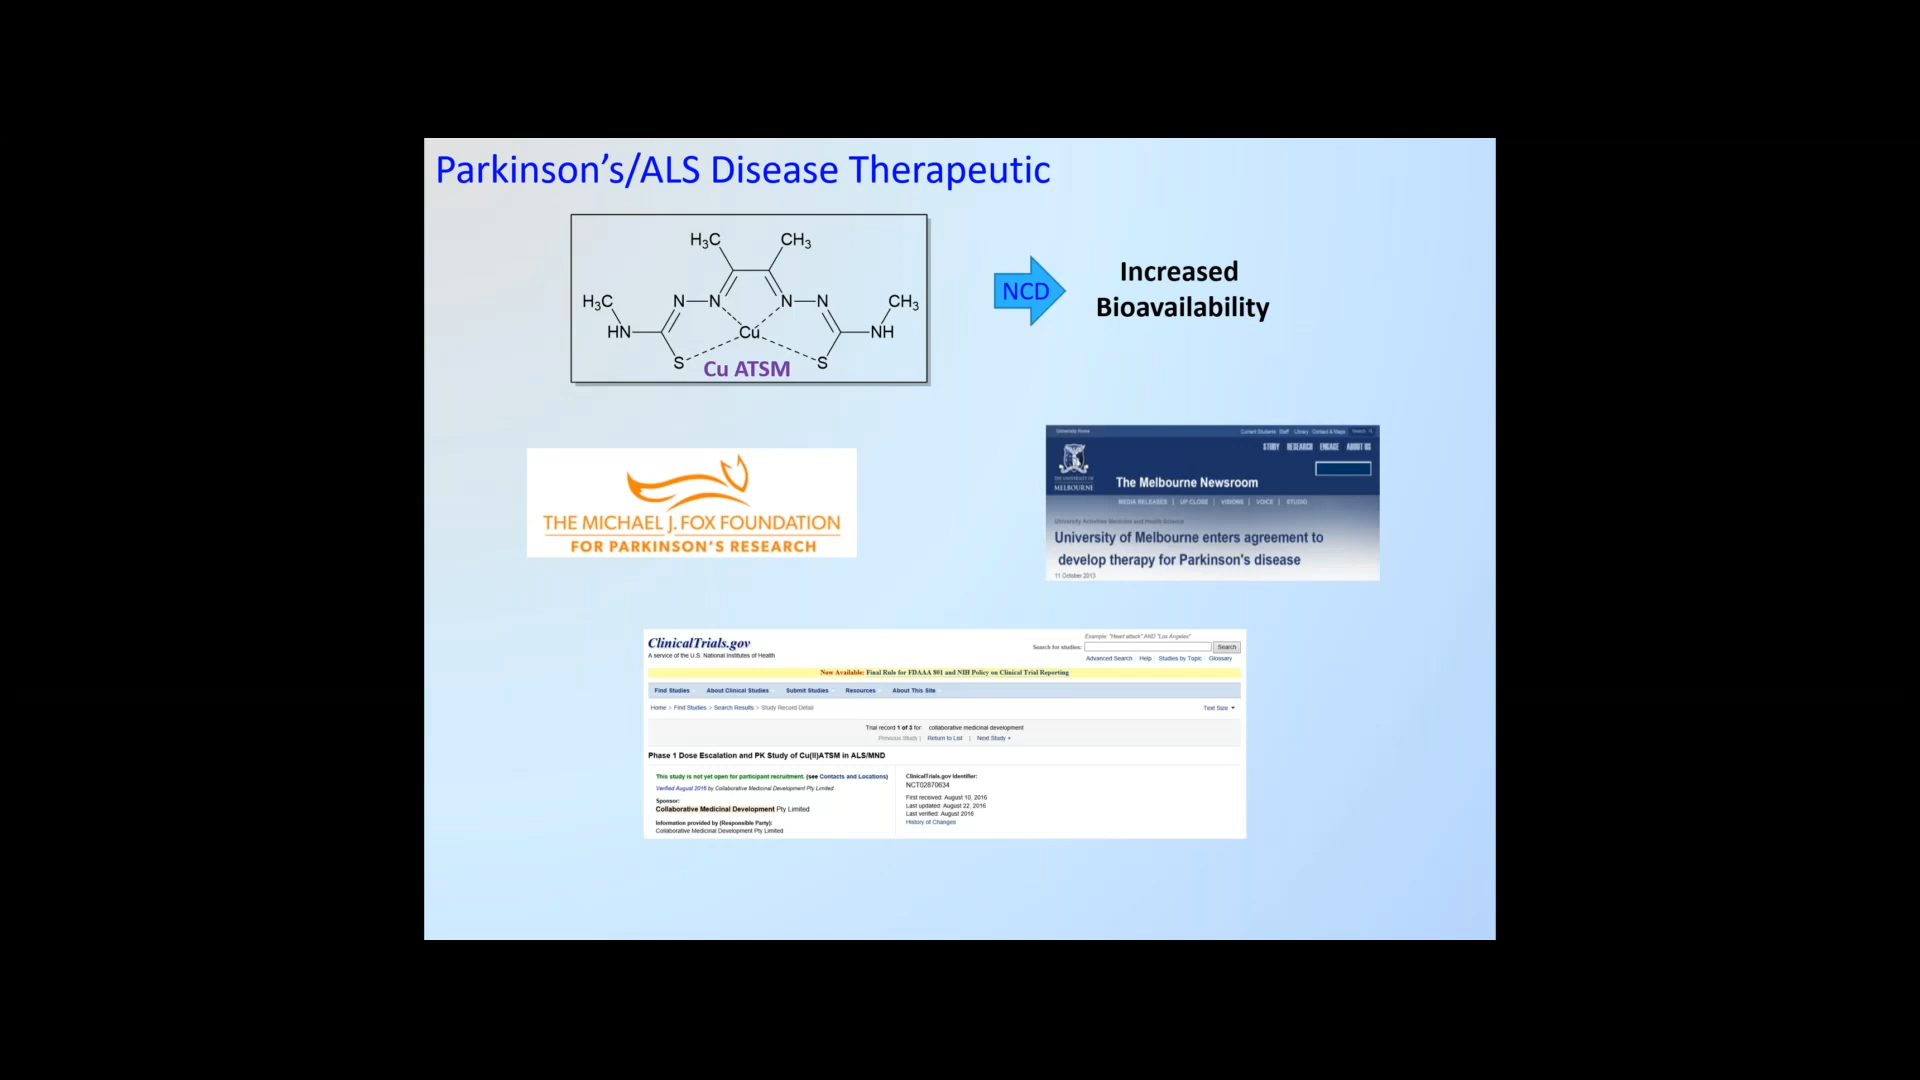 Parkinson's/ALS Disease Therapeutic
H₃C CH₃
H₃C N N N N CH₃
HN Cu NH
S Cu ATSM S
NCD
Increased
Bioavailability
THE MICHAEL J. FOX FOUNDATION
FOR PARKINSON'S RESEARCH
University Home Current Students Staff Library Contact & Maps Search
STUDY RESEARCH ENGAGE ABOUT US
THE UNIVERSITY OF
MELBOURNE
The Melbourne Newsroom
MEDIA RELEASES | UP CLOSE | VISIONS | VOICE | STUDIO
University Activities Medicine and Health Science
University of Melbourne enters agreement to
develop therapy for Parkinson's disease
11 October 2013
ClinicalTrials.gov
A service of the U.S. National Institutes of Health
Example: "Heart attack" AND "Los Angeles"
Search for studies: Search
Advanced Search | Help | Studies by Topic | Glossary
Now Available: Final Rule for FDAAA 801 and NIH Policy on Clinical Trial Reporting
Find Studies About Clinical Studies Submit Studies Resources About This Site
Home > Find Studies > Search Results > Study Record Detail Text Size
Trial record 1 of 2 for: collaborative medicinal development
Previous Study | Return to List | Next Study
Phase 1 Dose Escalation and PK Study of Cu(II)ATSM in ALS/MND
This study is not yet open for participant recruitment. (see Contacts and Locations)
Verified August 2016 by Collaborative Medicinal Development Pty Limited
Sponsor:
Collaborative Medicinal Development Pty Limited
Information provided by (Responsible Party):
Collaborative Medicinal Development Pty Limited
ClinicalTrials.gov Identifier:
NCT02870634
First received: August 10, 2016
Last updated: August 22, 2016
Last verified: August 2016
History of Changes